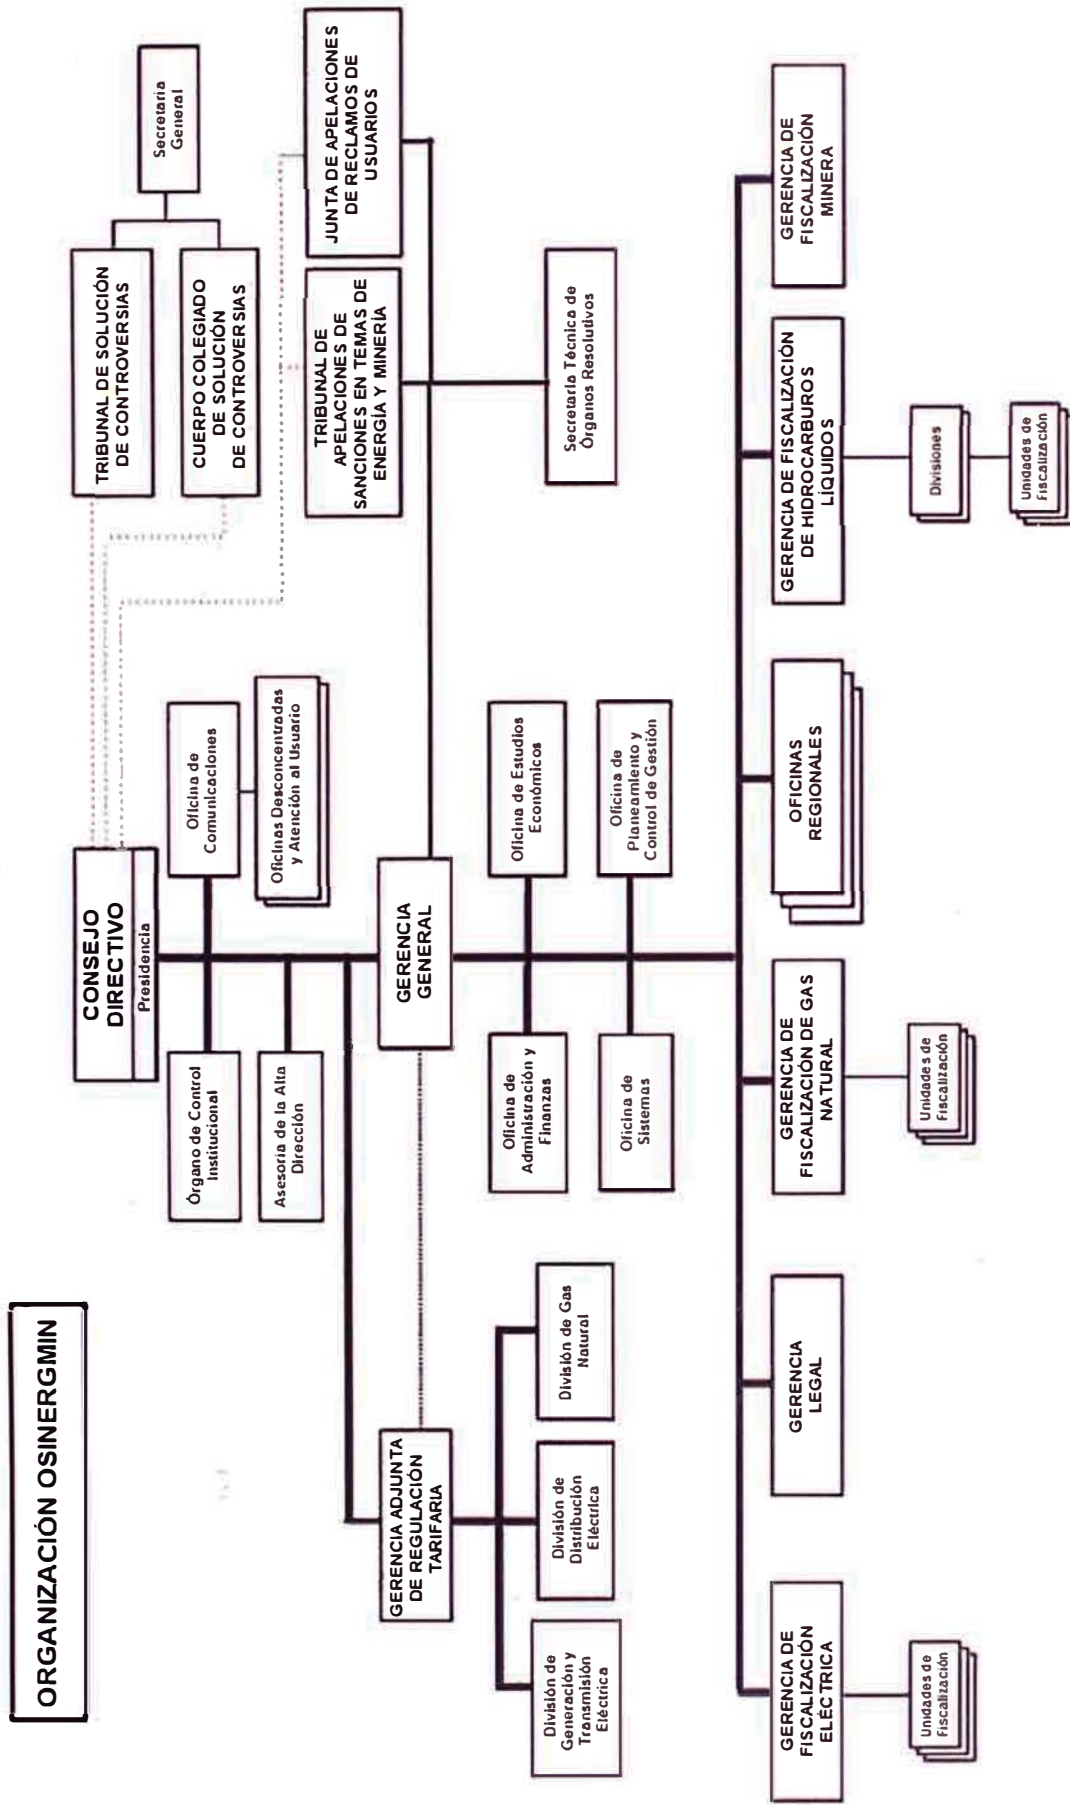 ORGANIZACIÓN OSINERGMIN
CONSEJO
DIRECTIVO
Presidencia
TRIBUNAL DE SOLUCIÓN
DE CONTROVERSIAS
CUERPO COLEGIADO
DE SOLUCIÓN
DE CONTROVERSIAS
Secretaria
General
Órgano de Control
Institucional
Oficina de
Comunicaciones
Asesoria de la Alta
Dirección
Oficinas Desconcentradas
y Atención al Usuario
TRIBUNAL DE
APELACIONES DE
SANCIONES EN TEMAS DE
ENERGÍA Y MINERÍA
JUNTA DE APELACIONES
DE RECLAMOS DE
USUARIOS
GERENCIA ADJUNTA
DE REGULACIÓN
TARIFARIA
GERENCIA
GENERAL
División de
Generación y
Transmisión
Eléctrica
División de
Distribución
Eléctrica
División de Gas
Natural
Oficina de
Administración y
Finanzas
Oficina de Estudios
Económicos
Secretaria Técnica de
Órganos Resolutivos
Oficina de
Sistemas
Oficina de
Planeamiento y
Control de Gestión
GERENCIA DE
FISCALIZACIÓN
ELÉCTRICA
GERENCIA
LEGAL
GERENCIA DE
FISCALIZACIÓN DE GAS
NATURAL
OFICINAS
REGIONALES
GERENCIA DE FISCALIZACIÓN
DE HIDROCARBUROS
LÍQUIDOS
GERENCIA DE
FISCALIZACIÓN
MINERA
Unidades de
Fiscalización
Unidades de
Fiscalización
Divisiones
Unidades de
Fiscalización